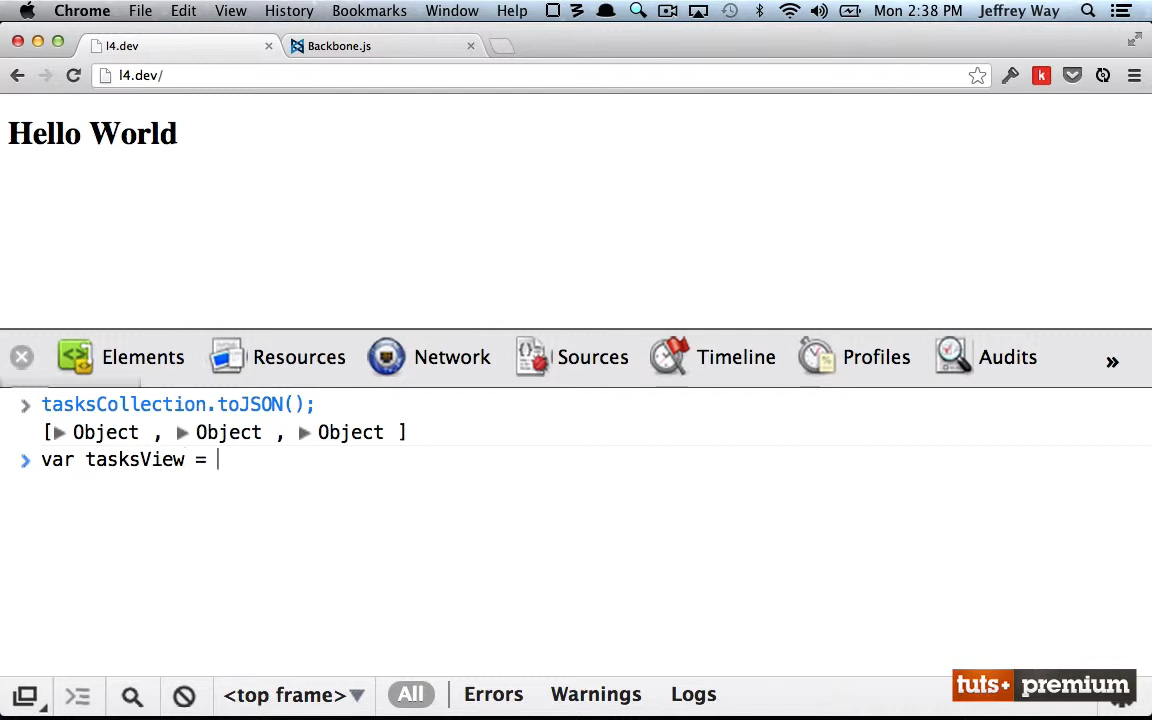 Chrome File Edit View History Bookmarks Window Help Mon 2:38 PM Jeffrey Way
l4.dev Backbone.js
l4.dev/
k
Hello World
Elements Resources Network Sources Timeline Profiles Audits »
> tasksCollection.toJSON();
[▶ Object , ▶ Object , ▶ Object ]
> var tasksView =
<top frame> ▼ All Errors Warnings Logs
tuts+ premium